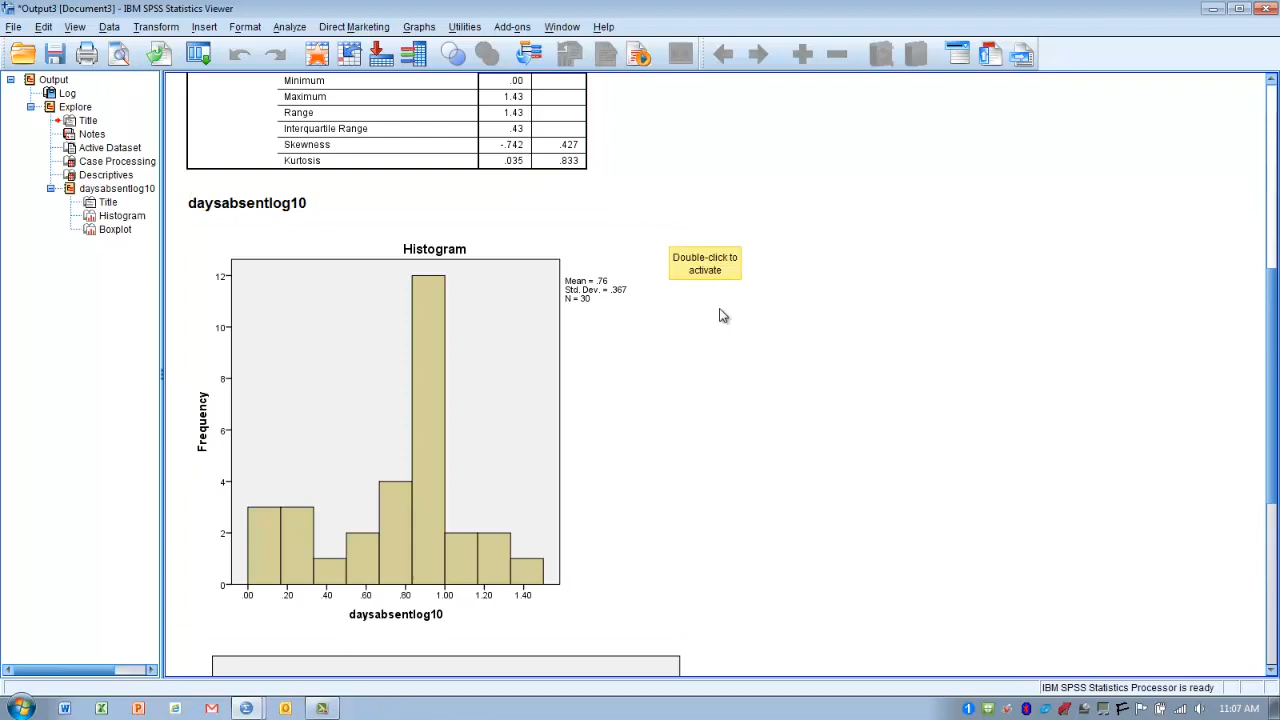 *Output3 [Document3] - IBM SPSS Statistics Viewer
File Edit View Data Transform Insert Format Analyze Direct Marketing Graphs Utilities Add-ons Window Help
Output
Log
Explore
Title
Notes
Active Dataset
Case Processing
Descriptives
daysabsentlog10
Title
Histogram
Boxplot
Minimum .00
Maximum 1.43
Range 1.43
Interquartile Range .43
Skewness -.742 .427
Kurtosis .035 .833
daysabsentlog10
Histogram
Double-click to
activate
Mean = .76
Std. Dev. = .367
N = 30
12
10
8
6
4
2
0
Frequency
.00 .20 .40 .60 .80 1.00 1.20 1.40
daysabsentlog10
IBM SPSS Statistics Processor is ready
11:07 AM